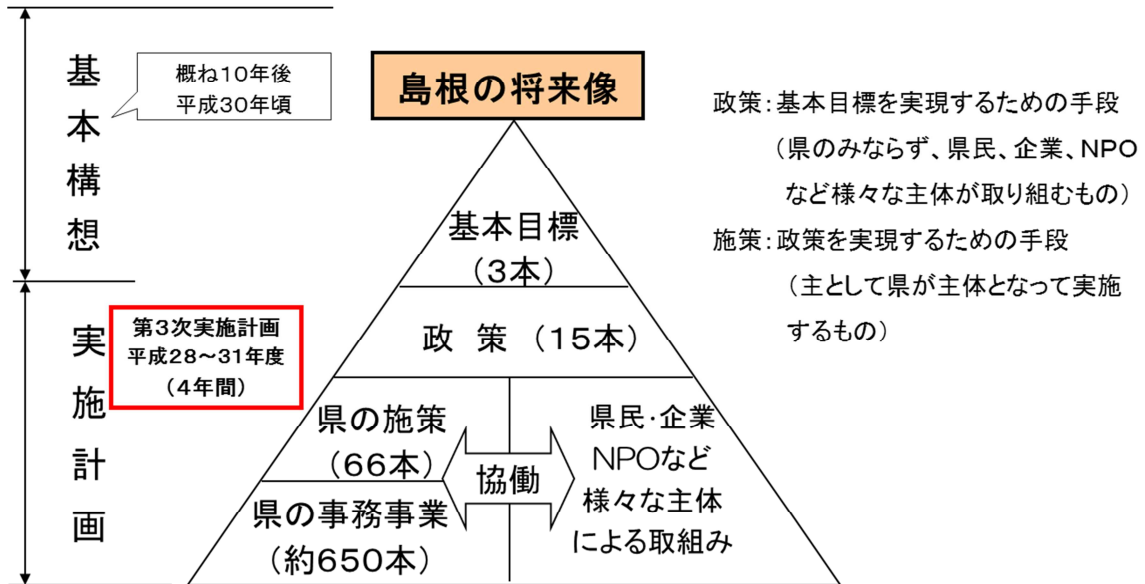 基本構想
概ね10年後
平成30年頃
島根の将来像
政策:基本目標を実現するための手段
(県のみならず、県民、企業、NPO
など様々な主体が取り組むもの)
施策:政策を実現するための手段
(主として県が主体となって実施
するもの)
基本目標
(3本)
実施計画
第3次実施計画
平成28~31年度
(4年間)
政 策 (15本)
県の施策
(66本)
県の事務事業
(約650本)
協働
県民・企業
NPOなど
様々な主体
による取組み